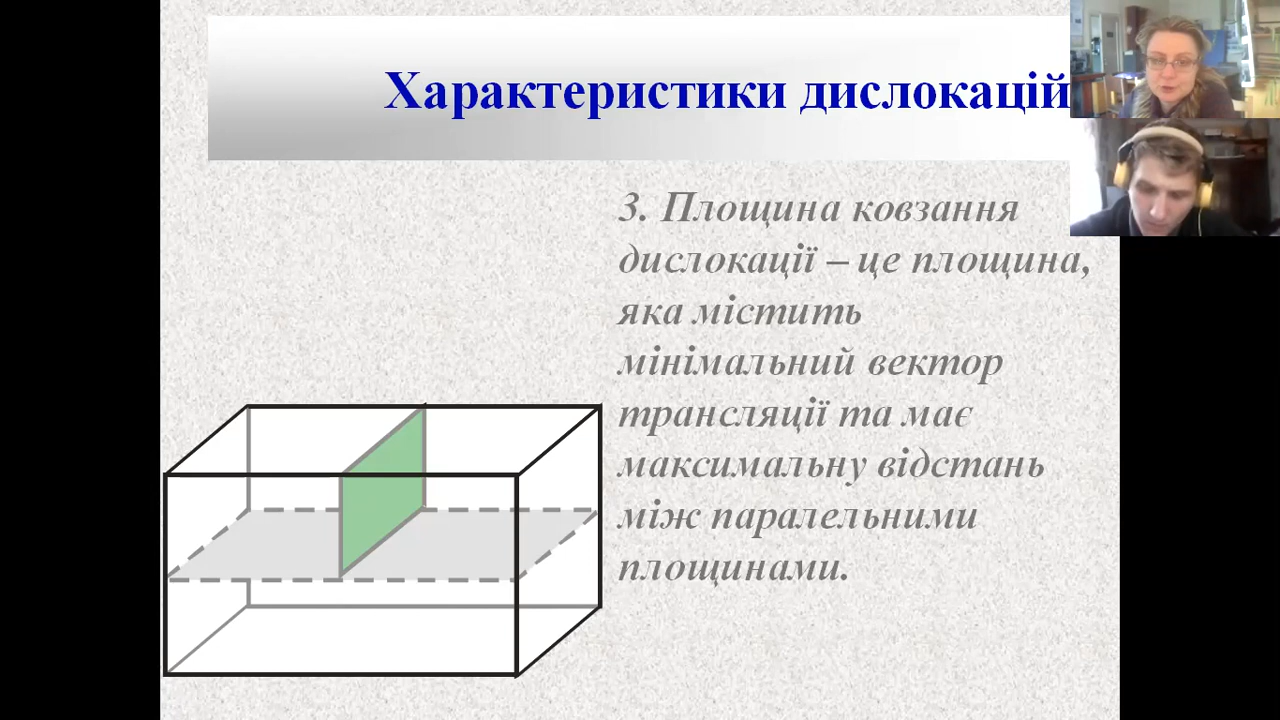 Характеристики дислокацій
3. Площина ковзання
дислокації – це площина,
яка містить
мінімальний вектор
трансляції та має
максимальну відстань
між паралельними
площинами.